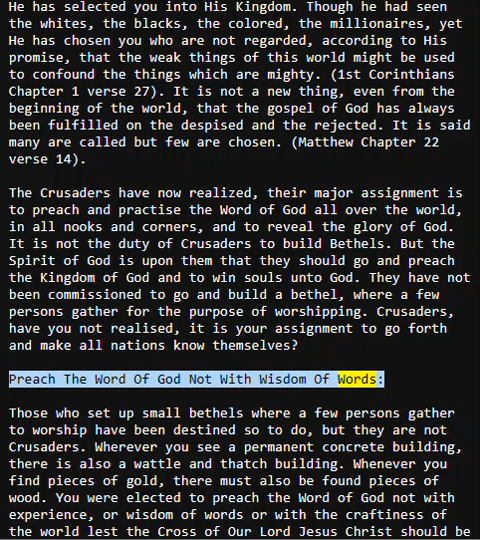 He has selected you into His Kingdom. Though he had seen
the whites, the blacks, the colored, the millionaires, yet
He has chosen you who are not regarded, according to His
promise, that the weak things of this world might be used
to confound the things which are mighty. (1st Corinthians
Chapter 1 verse 27). It is not a new thing, even from the
beginning of the world, that the gospel of God has always
been fulfilled on the despised and the rejected. It is said
many are called but few are chosen. (Matthew Chapter 22
verse 14).
The Crusaders have now realized, their major assignment is
to preach and practise the Word of God all over the world,
in all nooks and corners, and to reveal the glory of God.
It is not the duty of Crusaders to build Bethels. But the
Spirit of God is upon them that they should go and preach
the Kingdom of God and to win souls unto God. They have not
been commissioned to go and build a bethel, where a few
persons gather for the purpose of worshipping. Crusaders,
have you not realised, it is your assignment to go forth
and make all nations know themselves?
Preach The Word Of God Not With Wisdom Of Words:
Those who set up small bethels where a few persons gather
to worship have been destined so to do, but they are not
Crusaders. Wherever you see a permanent concrete building,
there is also a wattle and thatch building. Whenever you
find pieces of gold, there must also be found pieces of
wood. You were elected to preach the Word of God not with
experience, or wisdom of words or with the craftiness of
the world lest the Cross of Our Lord Jesus Christ should be